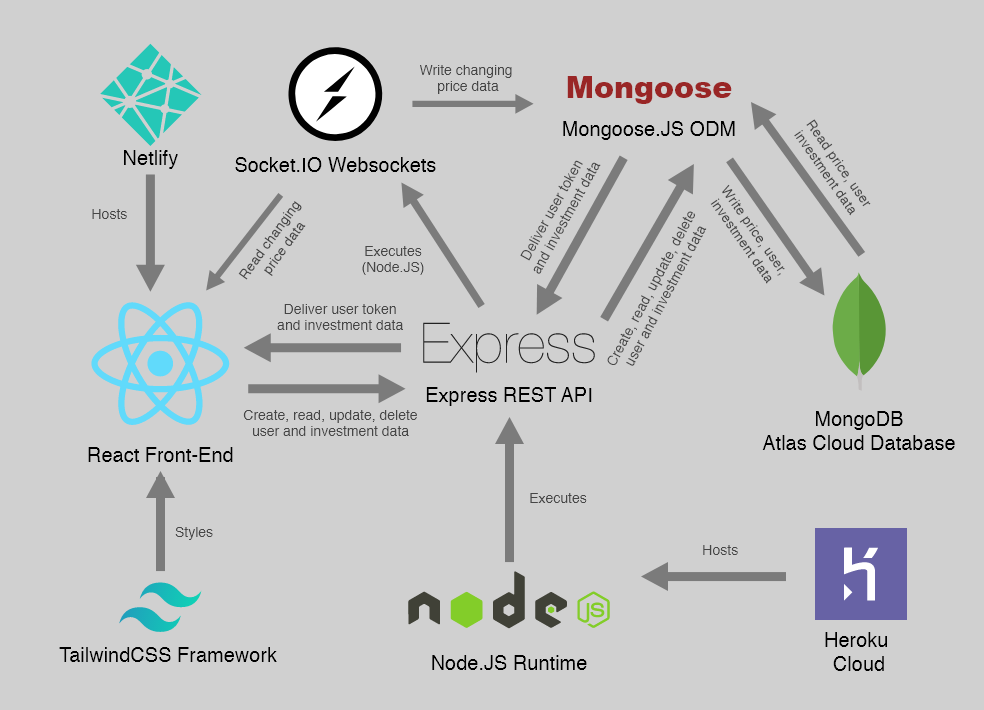 Write changing
price data
Mongoose
Mongoose.JS ODM
Netlify
Socket.IO Websockets
Hosts
Read changing
price data
Executes
(Node.JS)
Deliver user token
and investment data
Create, read, update, delete
user and investment data
Write price, user,
investment data
Read price, user
investment data
Deliver user token
and investment data
Express
Express REST API
Create, read, update, delete
user and investment data
React Front-End
MongoDB
Atlas Cloud Database
Styles
Executes
Hosts
node
JS
TailwindCSS Framework
Node.JS Runtime
Heroku
Cloud